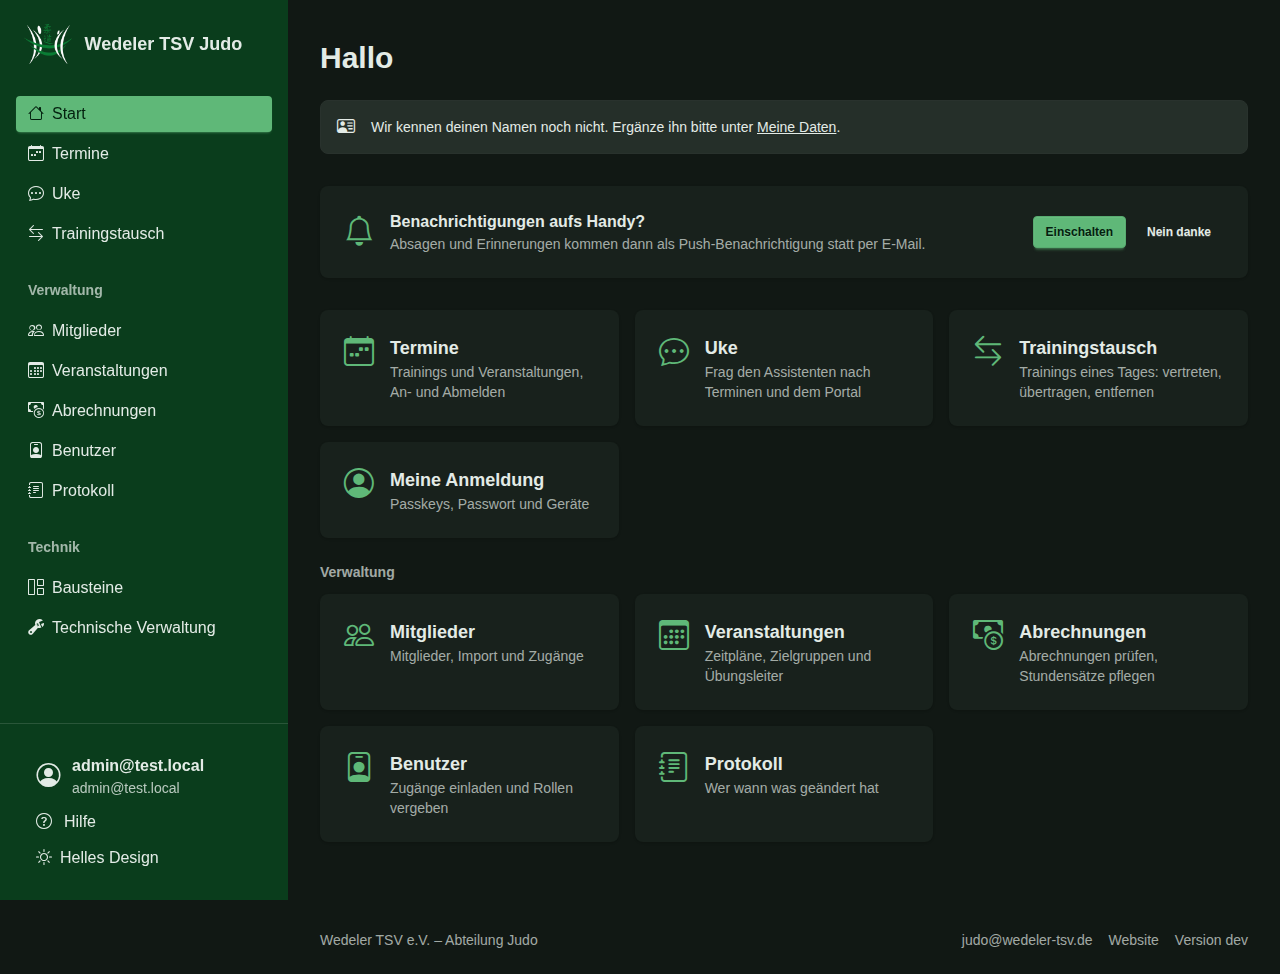 Wedeler TSV Judo
Start
Termine
Uke
Trainingstausch
Verwaltung
Mitglieder
Veranstaltungen
Abrechnungen
Benutzer
Protokoll
Technik
Bausteine
Technische Verwaltung
admin@test.local
admin@test.local
Hilfe
Helles Design
Hallo
Wir kennen deinen Namen noch nicht. Ergänze ihn bitte unter Meine Daten.
Benachrichtigungen aufs Handy?
Absagen und Erinnerungen kommen dann als Push-Benachrichtigung statt per E-Mail.
Einschalten
Nein danke
Termine
Trainings und Veranstaltungen,
An- und Abmelden
Uke
Frag den Assistenten nach
Terminen und dem Portal
Trainingstausch
Trainings eines Tages: vertreten,
übertragen, entfernen
Meine Anmeldung
Passkeys, Passwort und Geräte
Verwaltung
Mitglieder
Mitglieder, Import und Zugänge
Veranstaltungen
Zeitpläne, Zielgruppen und
Übungsleiter
Abrechnungen
Abrechnungen prüfen,
Stundensätze pflegen
Benutzer
Zugänge einladen und Rollen
vergeben
Protokoll
Wer wann was geändert hat
Wedeler TSV e.V. – Abteilung Judo
judo@wedeler-tsv.de
Website
Version dev